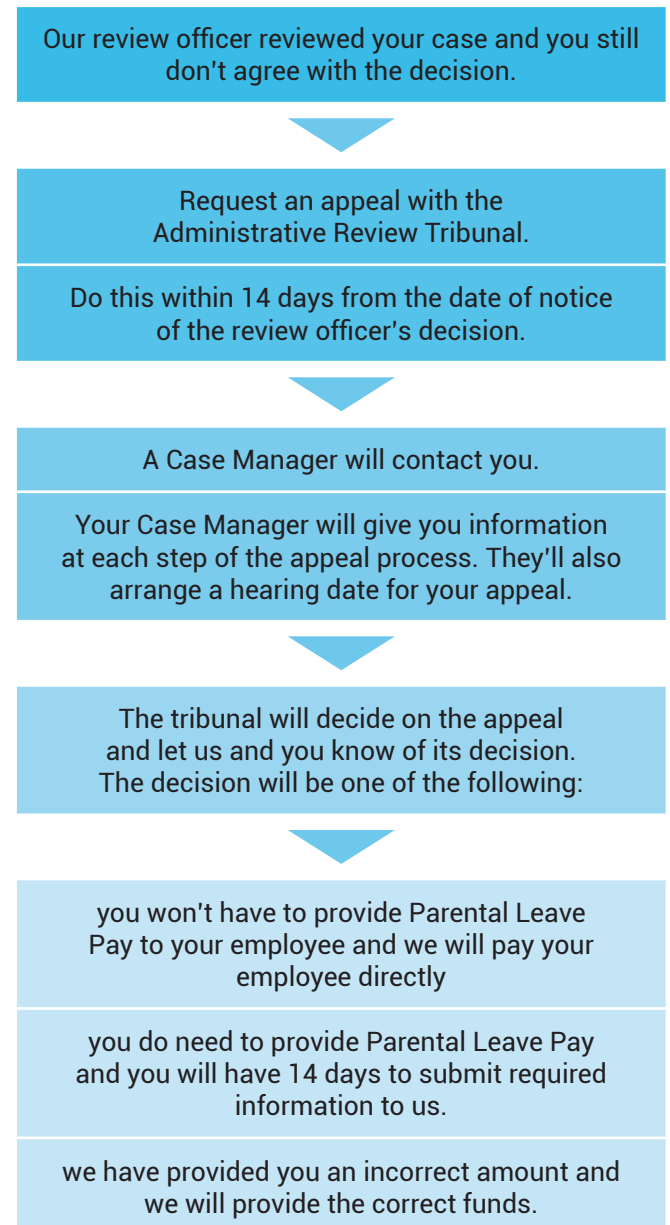 Our review officer reviewed your case and you still
don't agree with the decision.
Request an appeal with the
Administrative Review Tribunal.
Do this within 14 days from the date of notice
of the review officer's decision.
A Case Manager will contact you.
Your Case Manager will give you information
at each step of the appeal process. They'll also
arrange a hearing date for your appeal.
The tribunal will decide on the appeal
and let us and you know of its decision.
The decision will be one of the following:
you won't have to provide Parental Leave
Pay to your employee and we will pay your
employee directly
you do need to provide Parental Leave Pay
and you will have 14 days to submit required
information to us.
we have provided you an incorrect amount and
we will provide the correct funds.